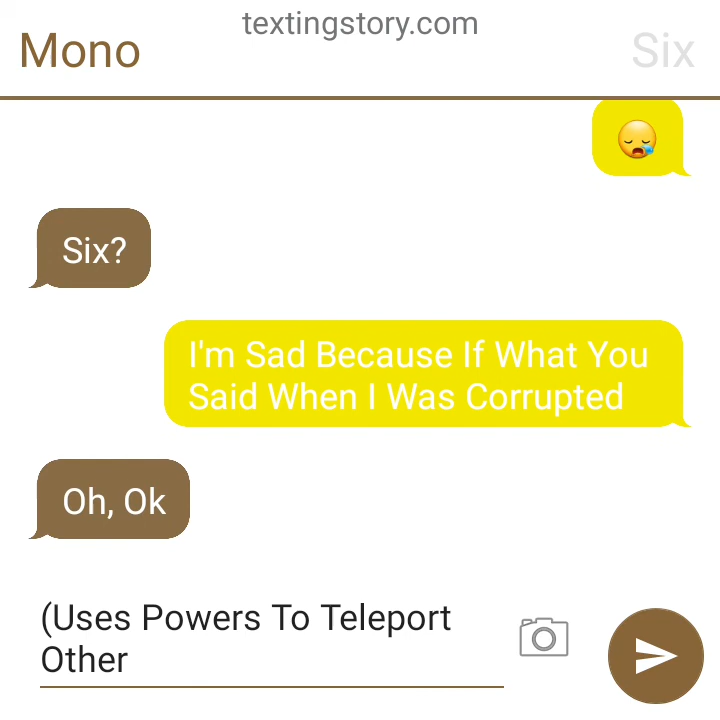 textingstory.com
Mono
Six
😪
Six?
I'm Sad Because If What You
Said When I Was Corrupted
Oh, Ok
(Uses Powers To Teleport
Other